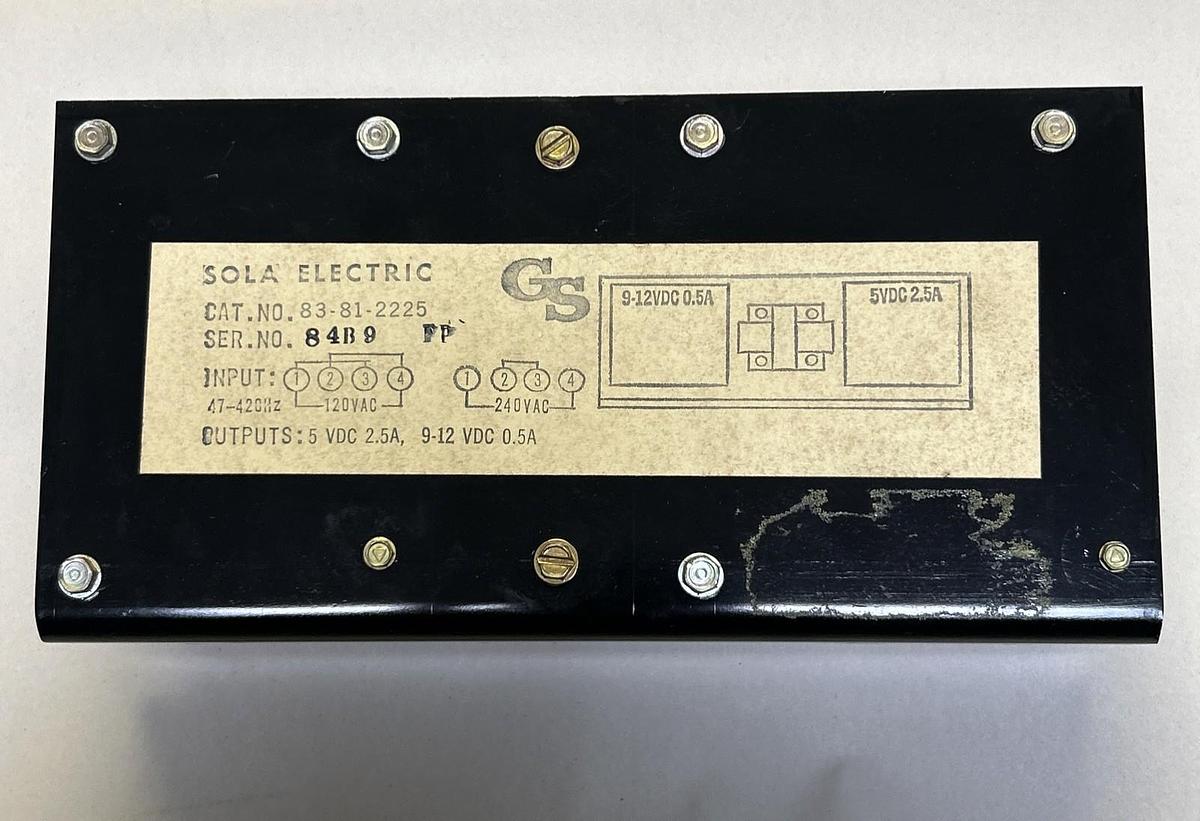 SOLA ELECTRIC
GS
CAT.NO. 83-81-2225
SER.NO. 84B9 FP
INPUT: 1 2 3 4 1 2 3 4
47-420Hz 120VAC 240VAC
OUTPUTS: 5 VDC 2.5A, 9-12 VDC 0.5A
9-12VDC 0.5A
5VDC 2.5A